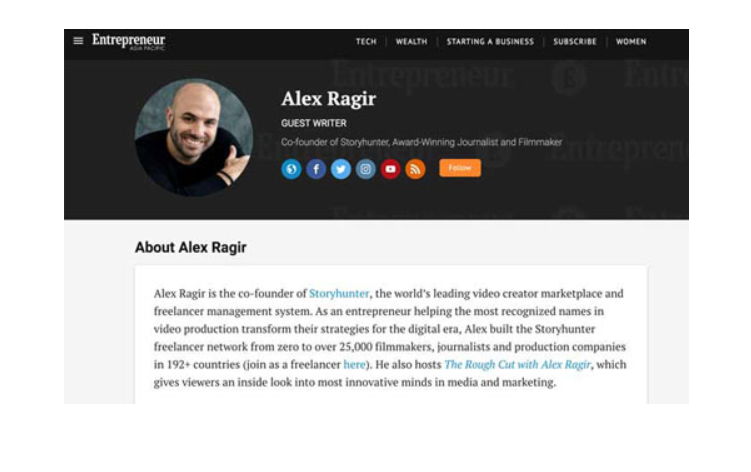 Entrepreneur
ASIA PACIFIC
TECH WEALTH STARTING A BUSINESS SUBSCRIBE WOMEN
Alex Ragir
GUEST WRITER
Co-founder of Storyhunter, Award-Winning Journalist and Filmmaker
Follow
About Alex Ragir
Alex Ragir is the co-founder of Storyhunter, the world's leading video creator marketplace and
freelancer management system. As an entrepreneur helping the most recognized names in
video production transform their strategies for the digital era, Alex built the Storyhunter
freelancer network from zero to over 25,000 filmmakers, journalists and production companies
in 192+ countries (join as a freelancer here). He also hosts The Rough Cut with Alex Ragir, which
gives viewers an inside look into most innovative minds in media and marketing.